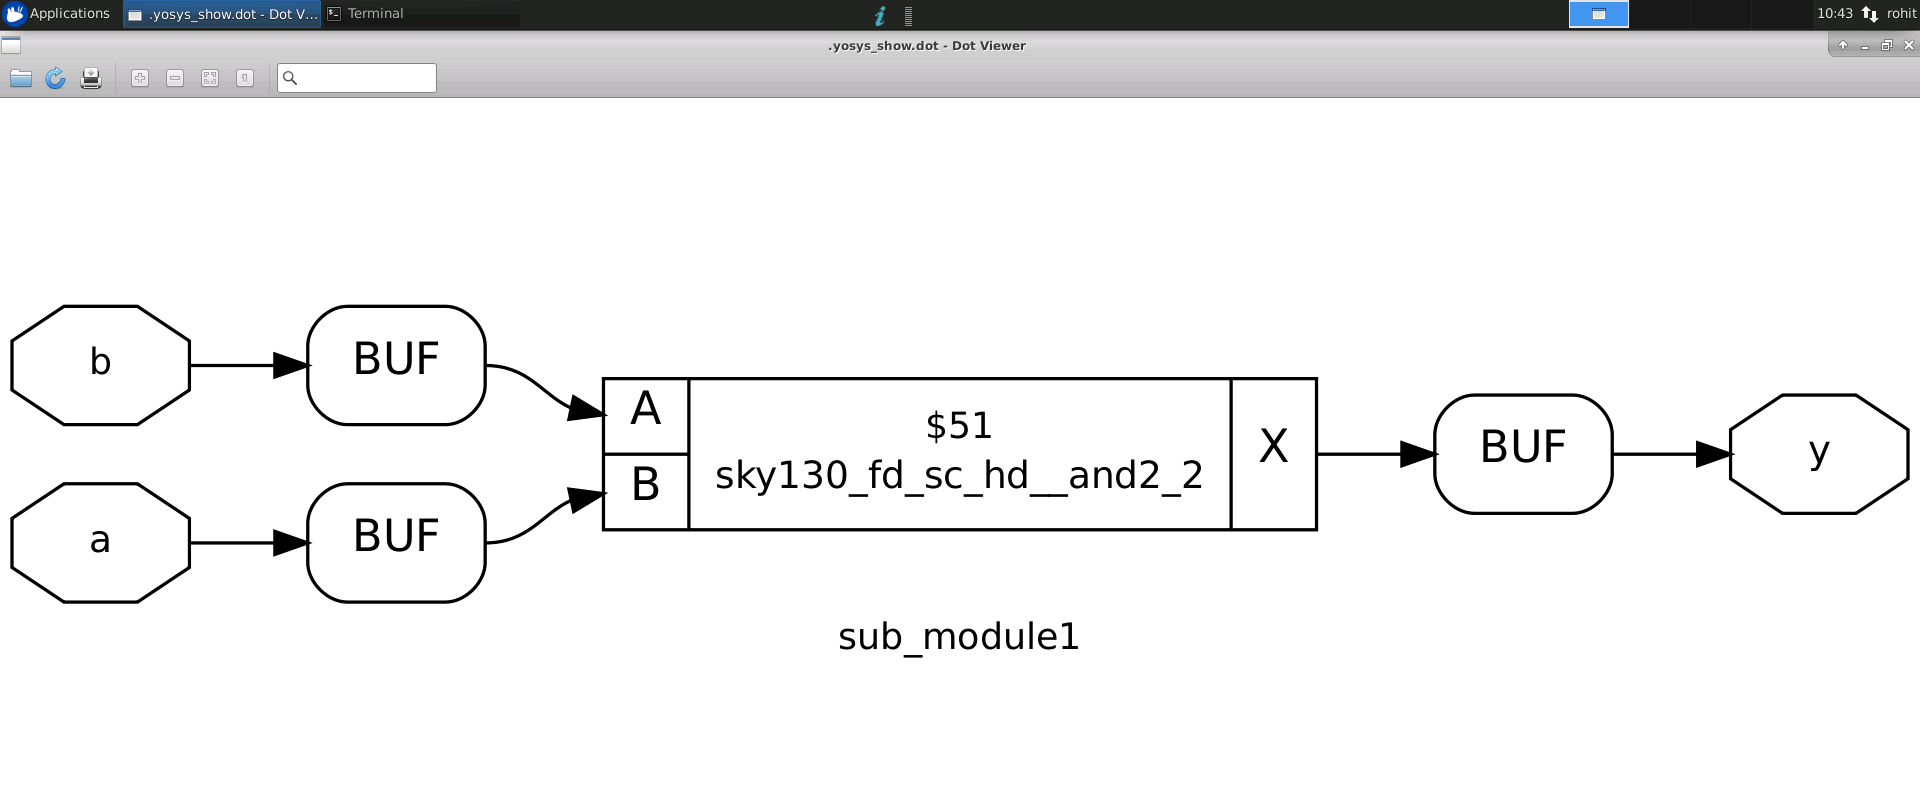 Applications
.yosys_show.dot - Dot V...
Terminal
10:43
rohit
.yosys_show.dot - Dot Viewer
b
BUF
A
$51
sky130_fd_sc_hd__and2_2
X
BUF
y
a
BUF
B
sub_module1